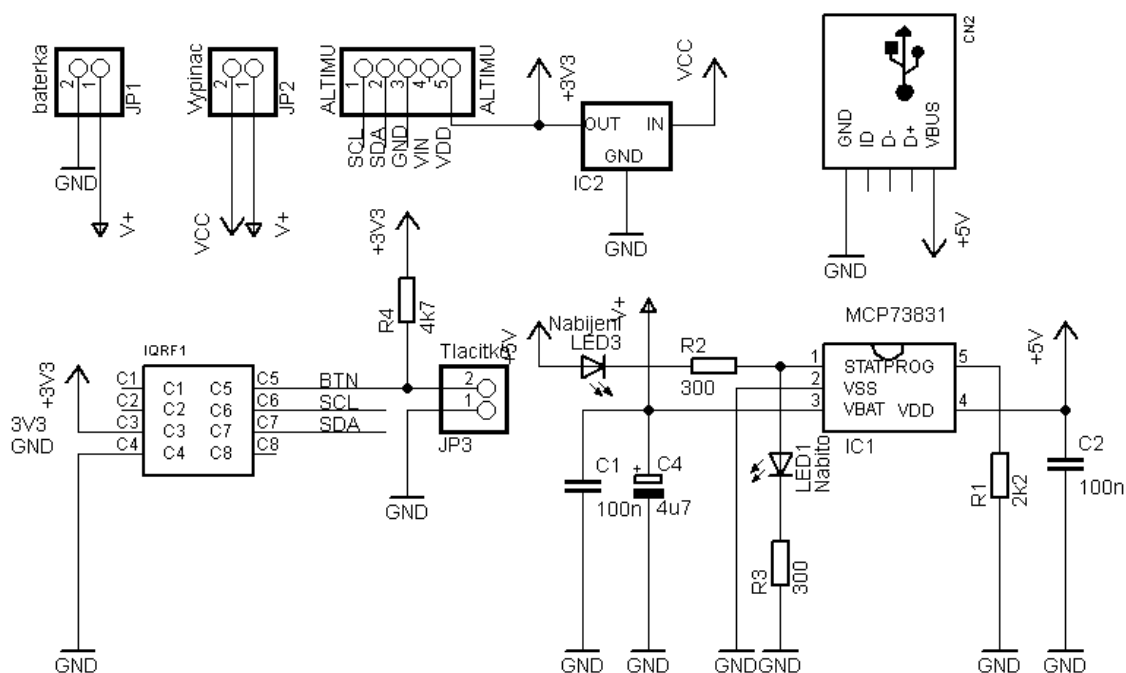 baterka
2
1
JP1
GND
V+
Vypinac
2
1
JP2
VCC
V+
ALTIMU
1
2
3
4
5
ALTIMU
SCL
SDA
GND
VIN
VDD
+3V3
VCC
OUT IN
GND
IC2
GND
CN2
GND
ID
D-
D+
VBUS
GND
+5V
+3V3
R4
4k7
IQRF1
+3V3
3V3
GND
C1
C2
C3
C4
C1 C5
C2 C6
C3 C7
C4 C8
C5
C6
C7
C8
BTN
SCL
SDA
GND
Tlacitko
2
1
JP3
GND
+5V
Nabijeni
LED3
V+
R2
300
MCP73831
1
2
3
STAT PROG
VSS
VBAT VDD
5
4
IC1
+5V
C1
100n
+
C4
4u7
LED1
Nabito
R3
300
R1
2k2
C2
100n
GND
GND
GND
GND
GND
GND